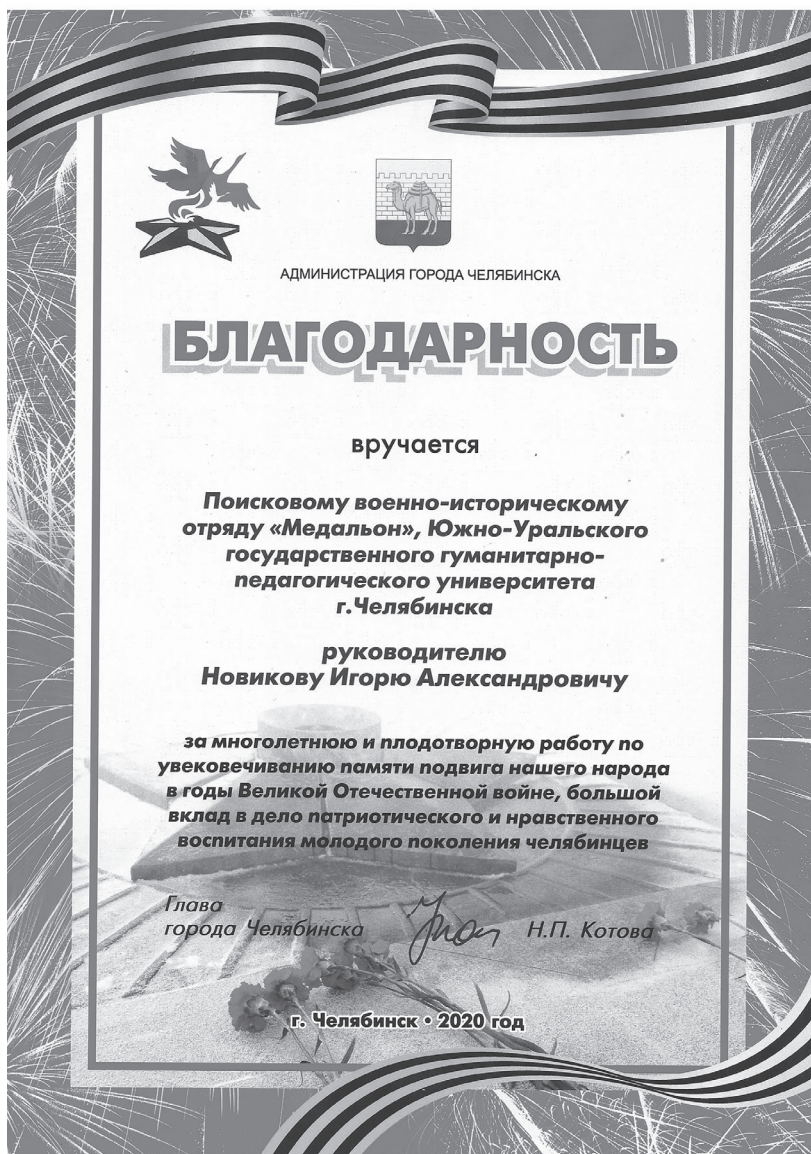 АДМИНИСТРАЦИЯ ГОРОДА ЧЕЛЯБИНСКА
БЛАГОДАРНОСТЬ
вручается
Поисковому военно-историческому
отряду «Медальон», Южно-Уральского
государственного гуманитарно-
педагогического университета
г.Челябинска
руководителю
Новикову Игорю Александровичу
за многолетнюю и плодотворную работу по
увековечиванию памяти подвига нашего народа
в годы Великой Отечественной войне, большой
вклад в дело патриотического и нравственного
воспитания молодого поколения челябинцев
Глава
города Челябинска Н.П. Котова
г. Челябинск • 2020 год